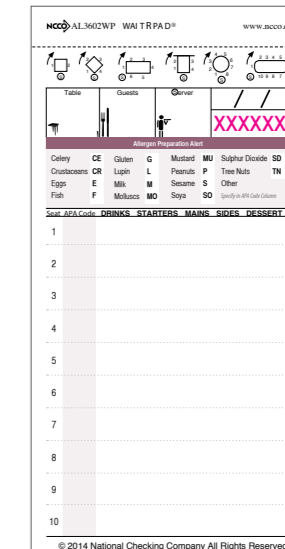 NCCO AL3602WP WAITRPAD® www.ncco.
Table Guests Server / /
XXXXXX
Allergen Preparation Alert
Celery CE Gluten G Mustard MU Sulphur Dioxide SD
Crustaceans CR Lupin L Peanuts P Tree Nuts TN
Eggs E Milk M Sesame S Other
Fish F Molluscs MO Soya SO Specify in APA Code Column
Seat APA Code DRINKS STARTERS MAINS SIDES DESSERT
1
2
3
4
5
6
7
8
9
10
© 2014 National Checking Company All Rights Reserved